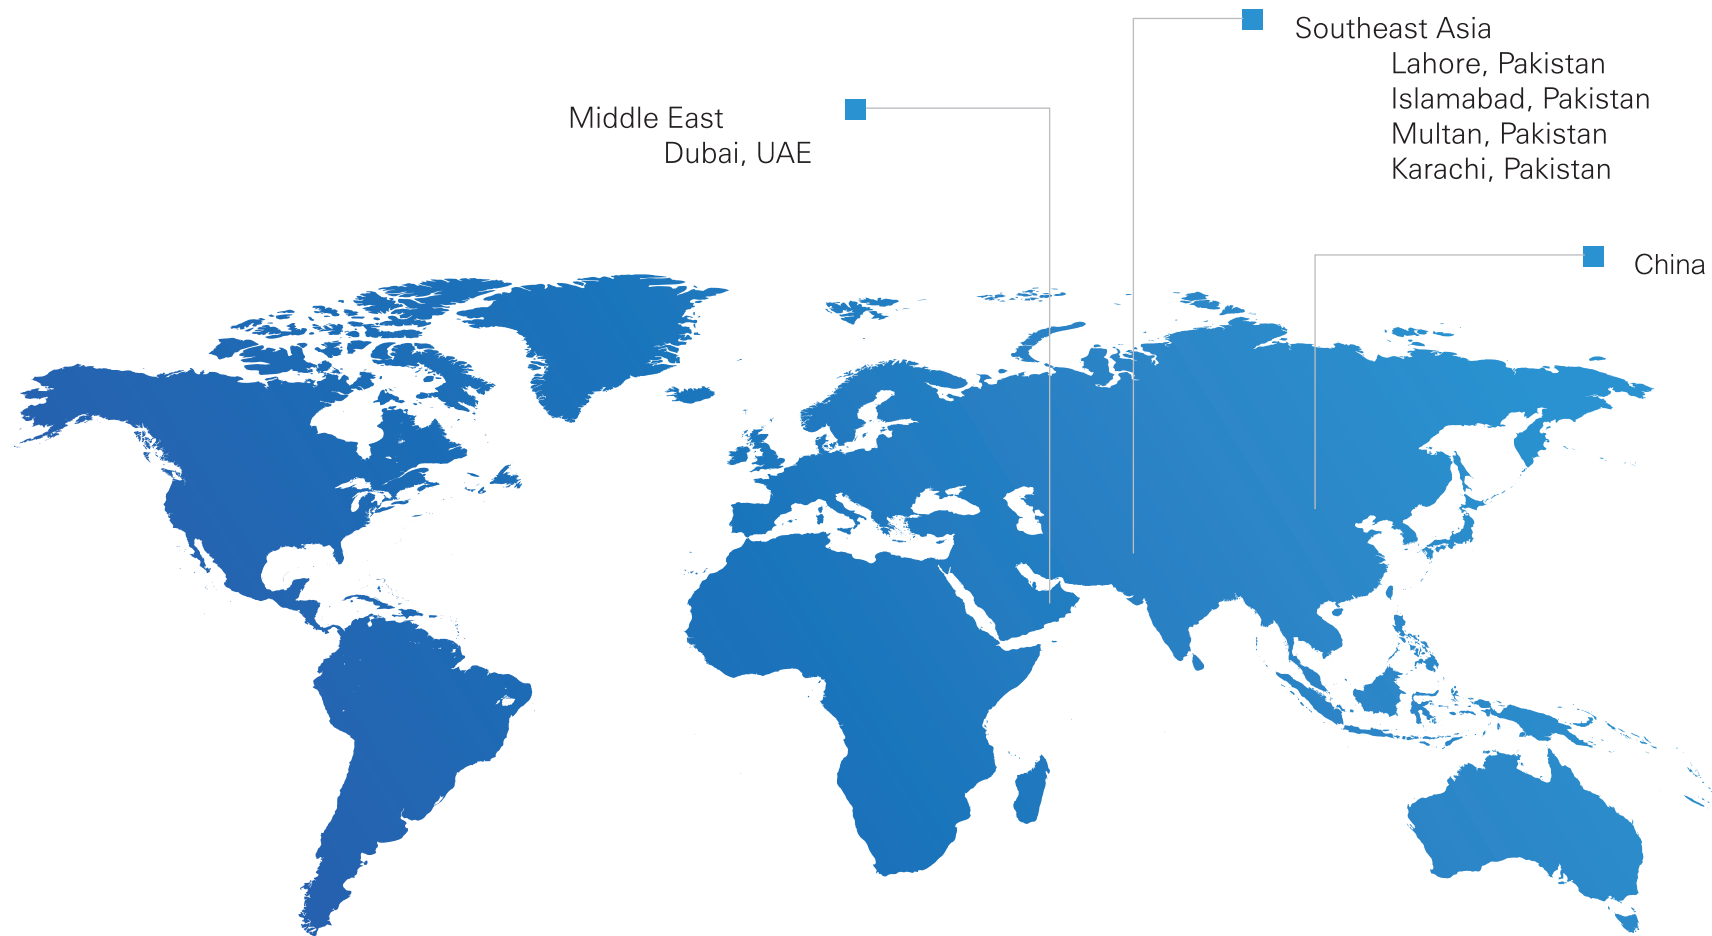 Southeast Asia
Lahore, Pakistan
Islamabad, Pakistan
Multan, Pakistan
Karachi, Pakistan
Middle East
Dubai, UAE
China